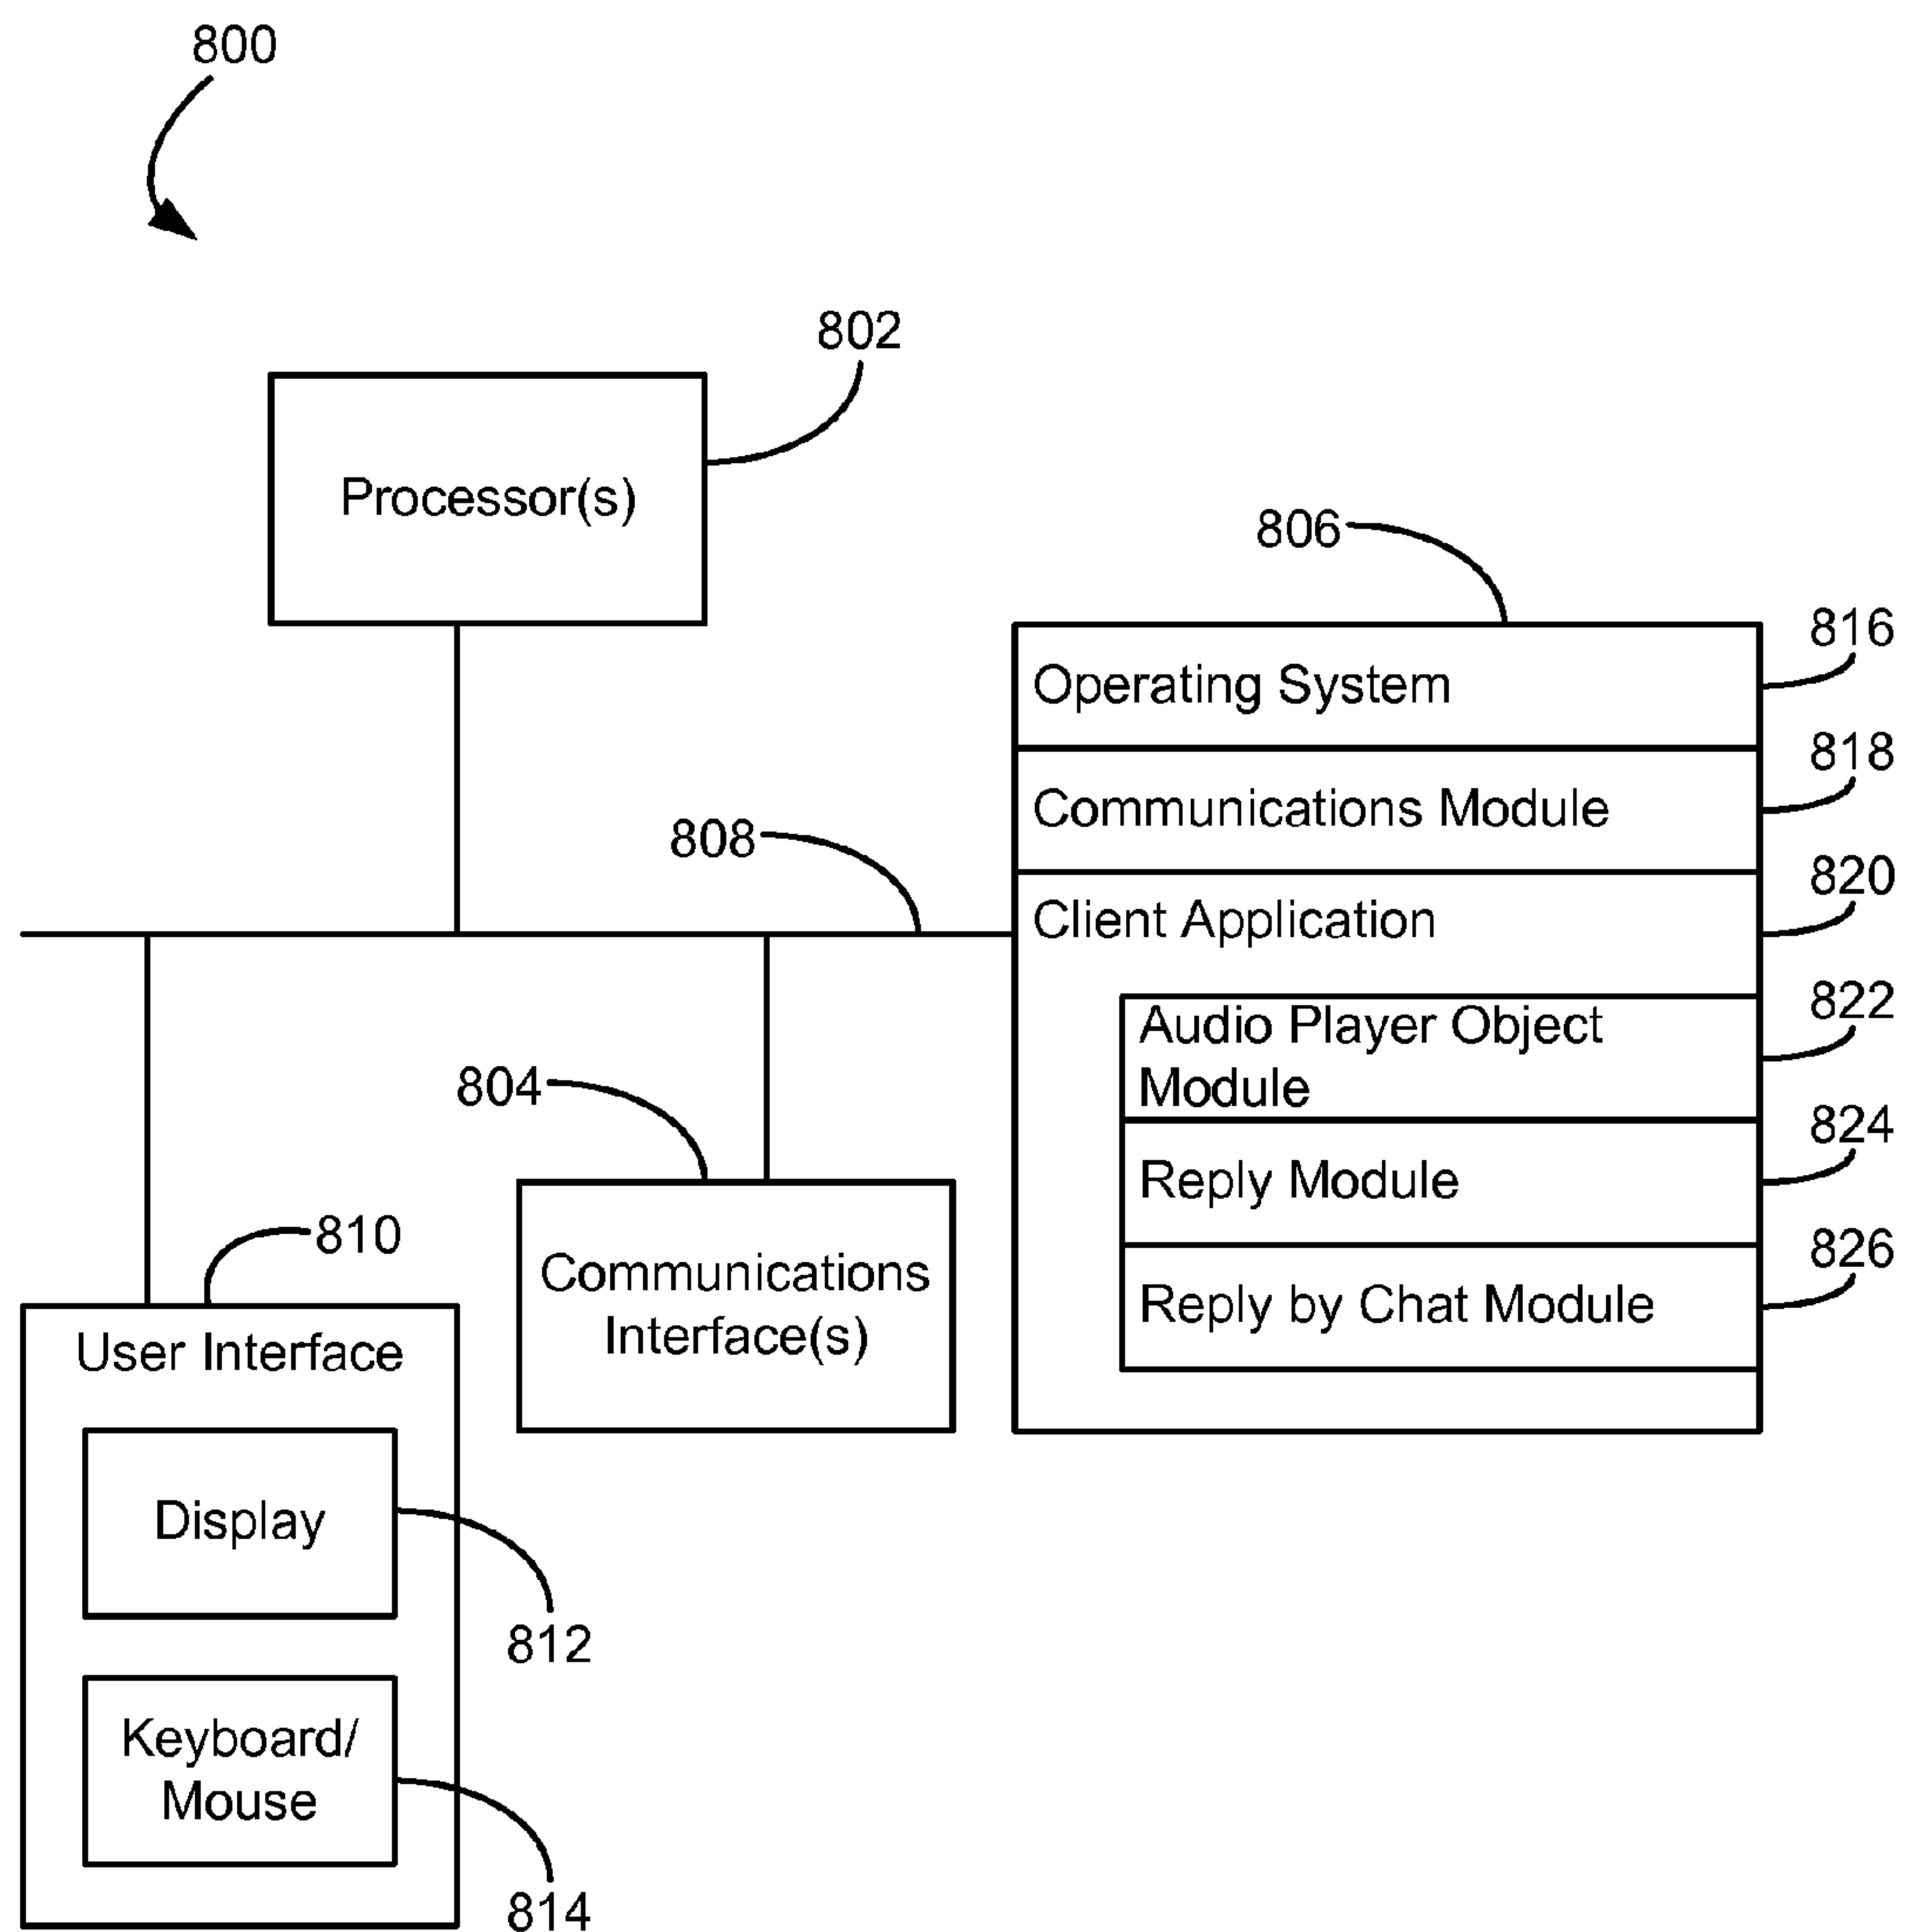 800
802
Processor(s)
806
816
Operating System
818
Communications Module
808
820
Client Application
822
Audio Player Object
Module
804
824
Reply Module
810
826
Communications
Interface(s)
Reply by Chat Module
User Interface
Display
812
Keyboard/
Mouse
814